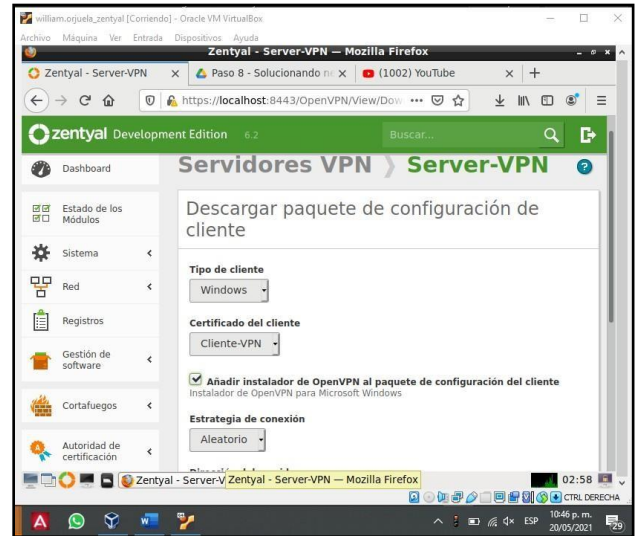 william.orjuela_zentyal [Corriendo] - Oracle VM VirtualBox
Archivo Máquina Ver Entrada Dispositivos Ayuda
Zentyal - Server-VPN — Mozilla Firefox
Zentyal - Server-VPN
Paso 8 - Solucionando
(1002) YouTube
https://localhost:8443/OpenVPN/View/Dow ···
zentyal Development Edition 6.2
Buscar...
Servidores VPN Server-VPN
Dashboard
Estado de los Módulos
Sistema
Red
Registros
Gestión de software
Cortafuegos
Autoridad de certificación
Descargar paquete de configuración de cliente
Tipo de cliente
Windows
Certificado del cliente
Cliente-VPN
Añadir instalador de OpenVPN al paquete de configuración del cliente
Instalador de OpenVPN para Microsoft Windows
Estrategia de conexión
Aleatorio
Zentyal - Server-V
Zentyal - Server-VPN — Mozilla Firefox
02:58
CTRL DERECHA
ESP
10:46 p. m.
20/05/2021
29